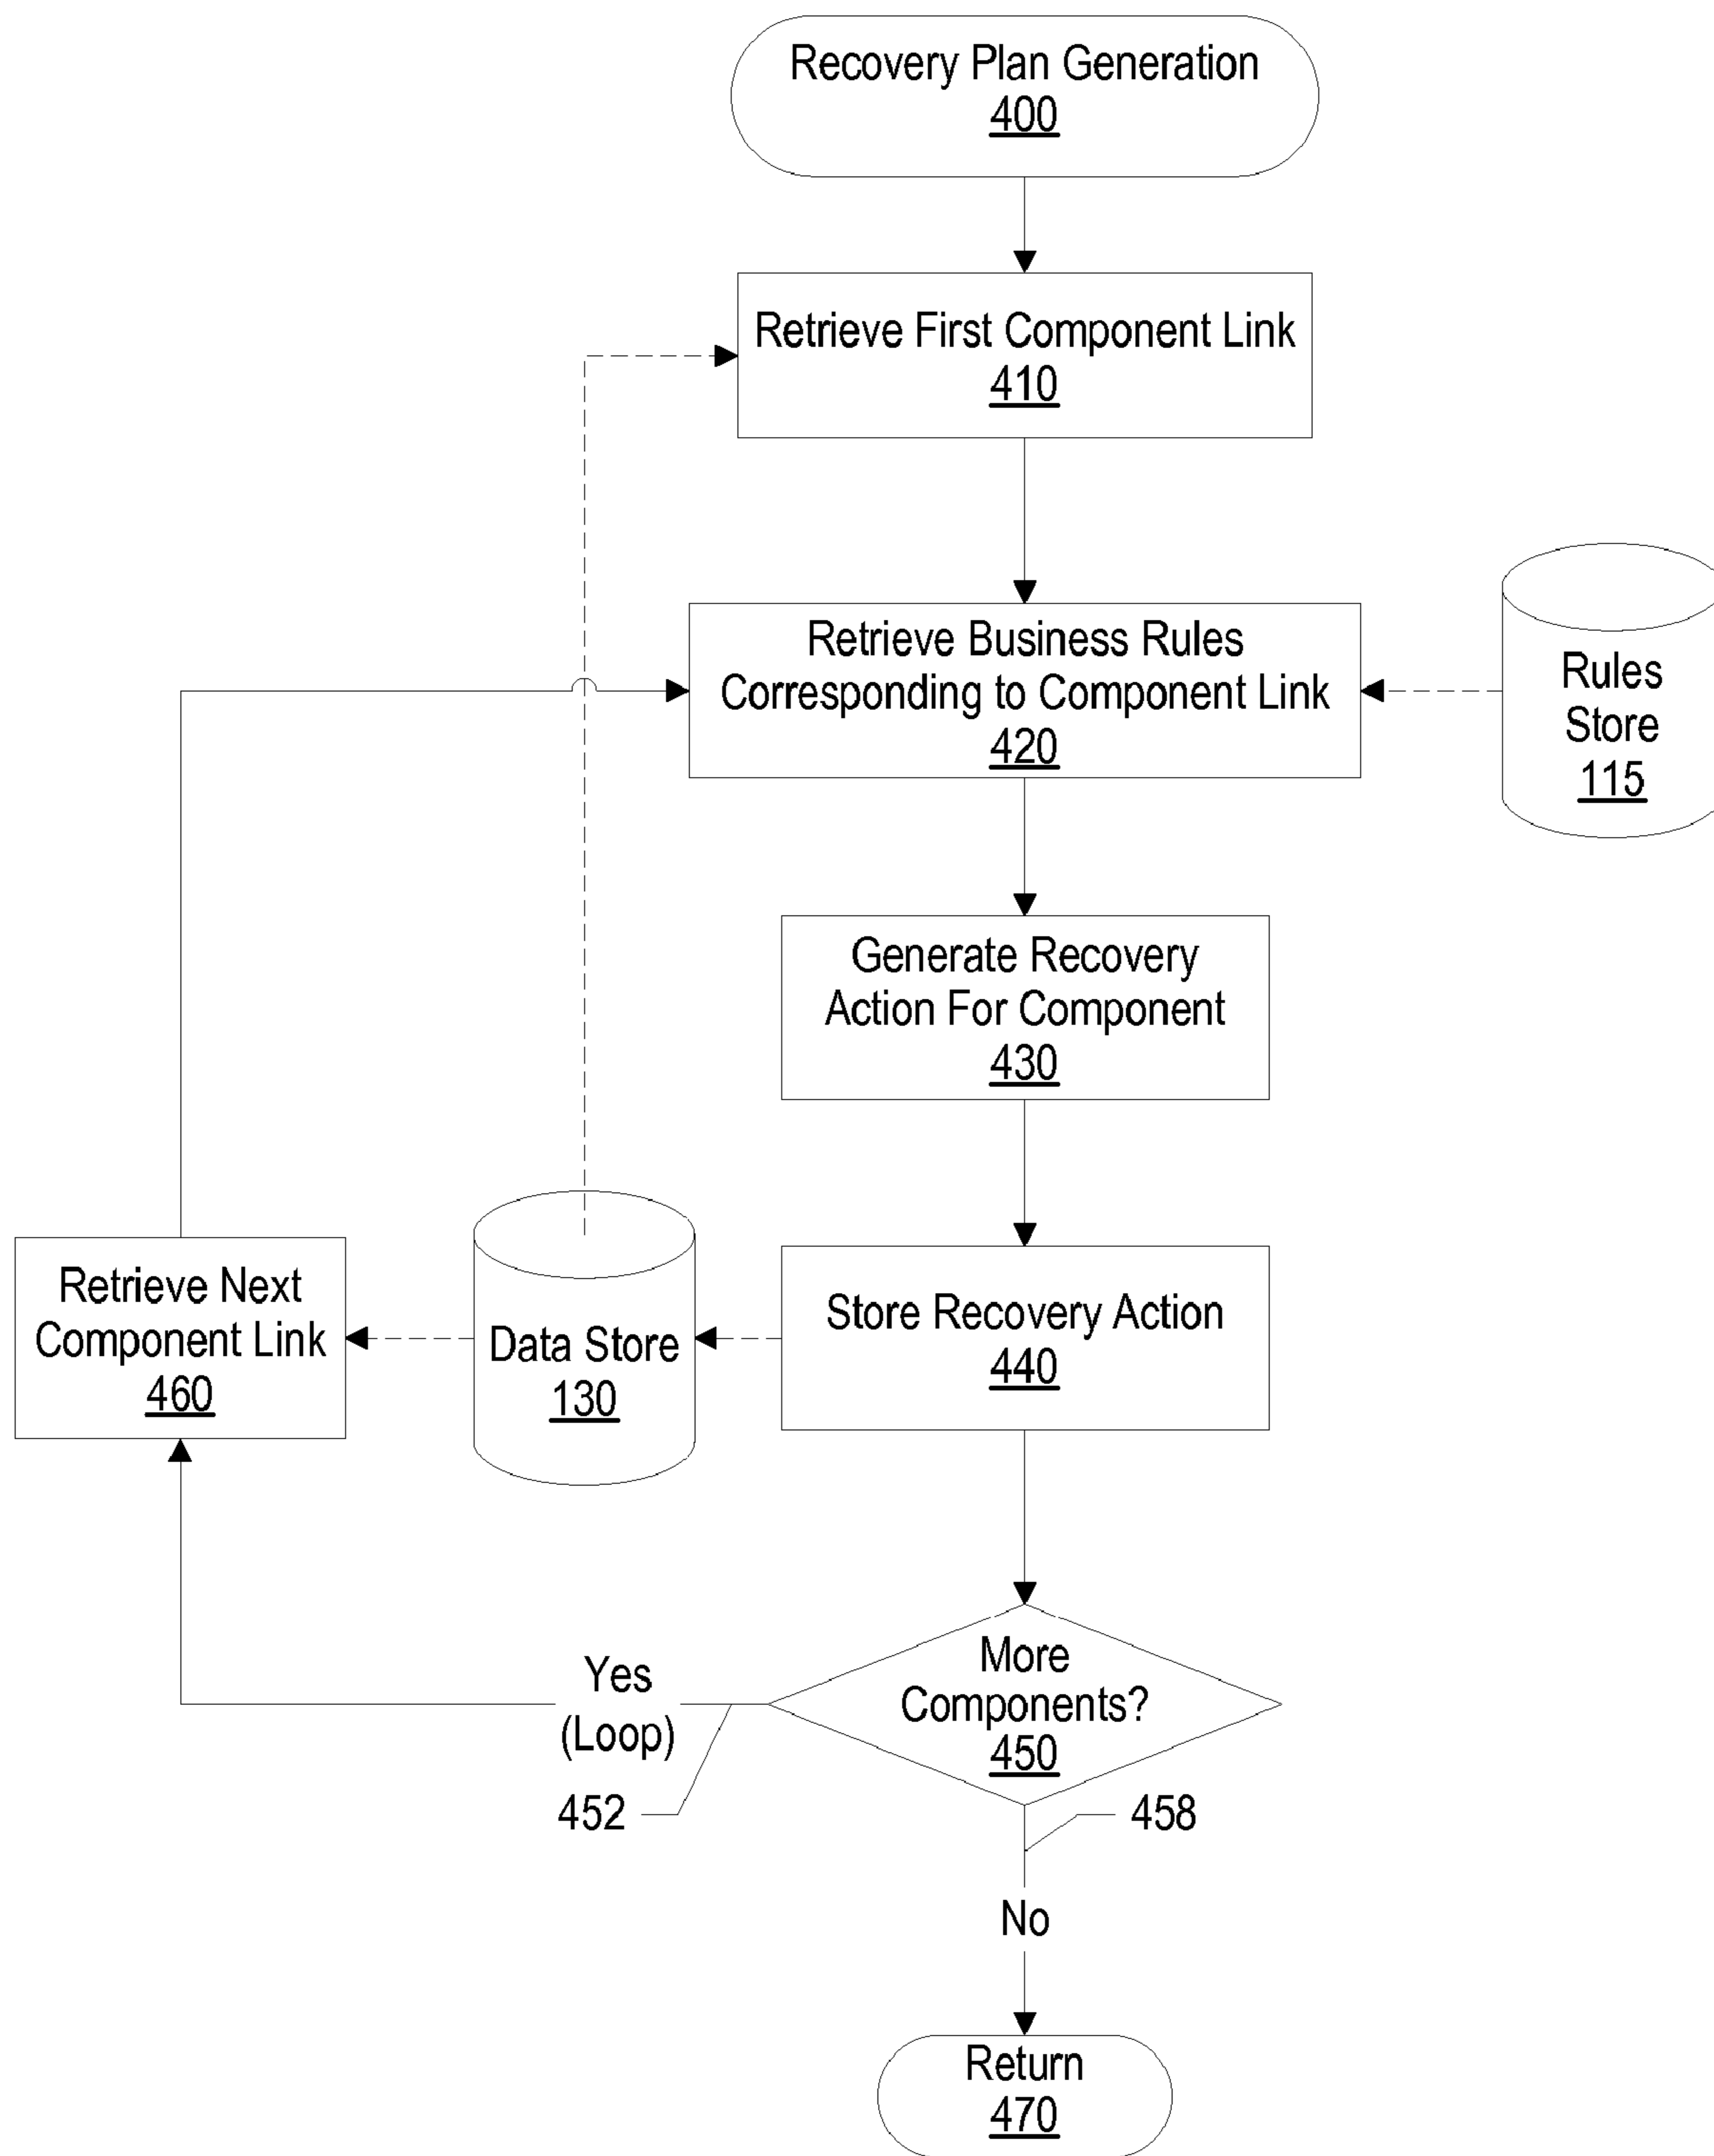 Recovery Plan Generation
400
Retrieve First Component Link
410
Retrieve Business Rules
Corresponding to Component Link
420
Rules
Store
115
Generate Recovery
Action For Component
430
Retrieve Next
Component Link
460
Data Store
130
Store Recovery Action
440
More
Components?
450
Yes
(Loop)
452
458
No
Return
470